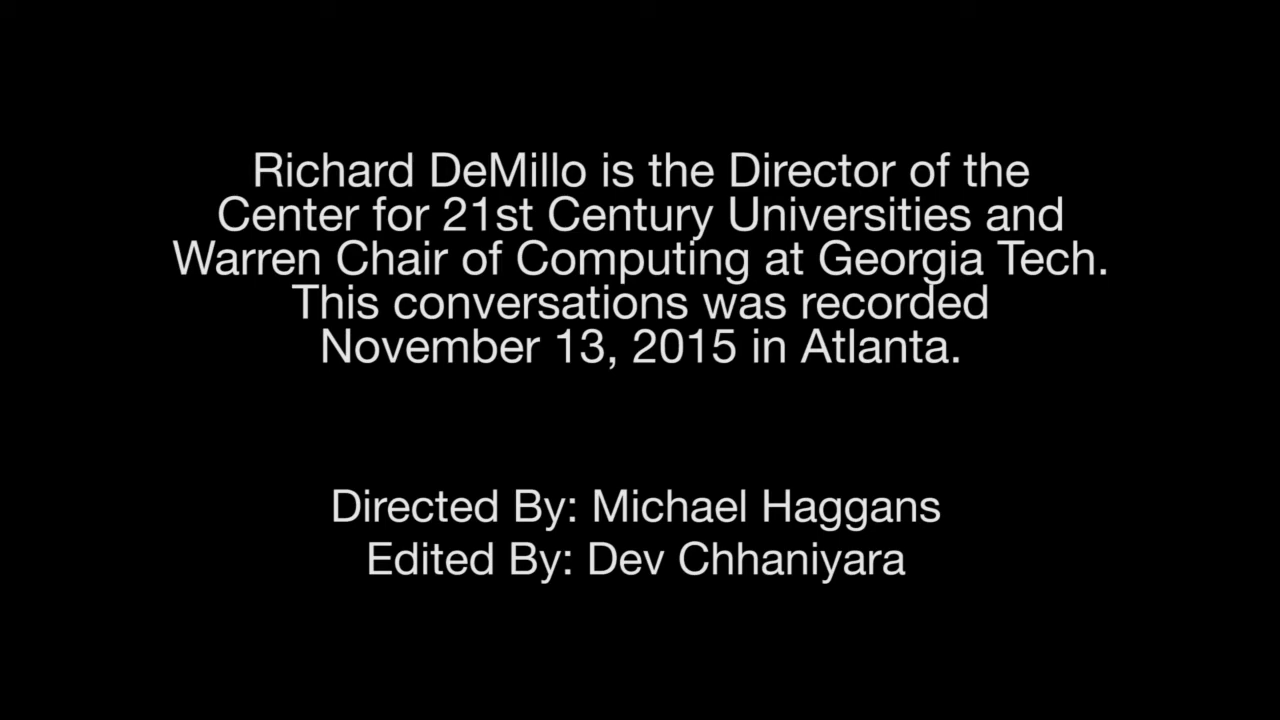 Richard DeMillo is the Director of the
Center for 21st Century Universities and
Warren Chair of Computing at Georgia Tech.
This conversations was recorded
November 13, 2015 in Atlanta.
Directed By: Michael Haggans
Edited By: Dev Chhaniyara